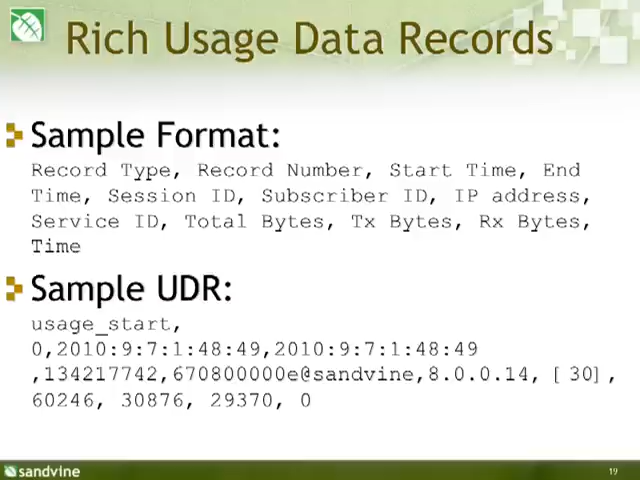 Rich Usage Data Records
Sample Format:
Record Type, Record Number, Start Time, End
Time, Session ID, Subscriber ID, IP address,
Service ID, Total Bytes, Tx Bytes, Rx Bytes,
Time
Sample UDR:
usage_start,
0,2010:9:7:1:48:49,2010:9:7:1:48:49
,134217742,670800000e@sandvine,8.0.0.14, [30],
60246, 30876, 29370, 0
sandvine
19